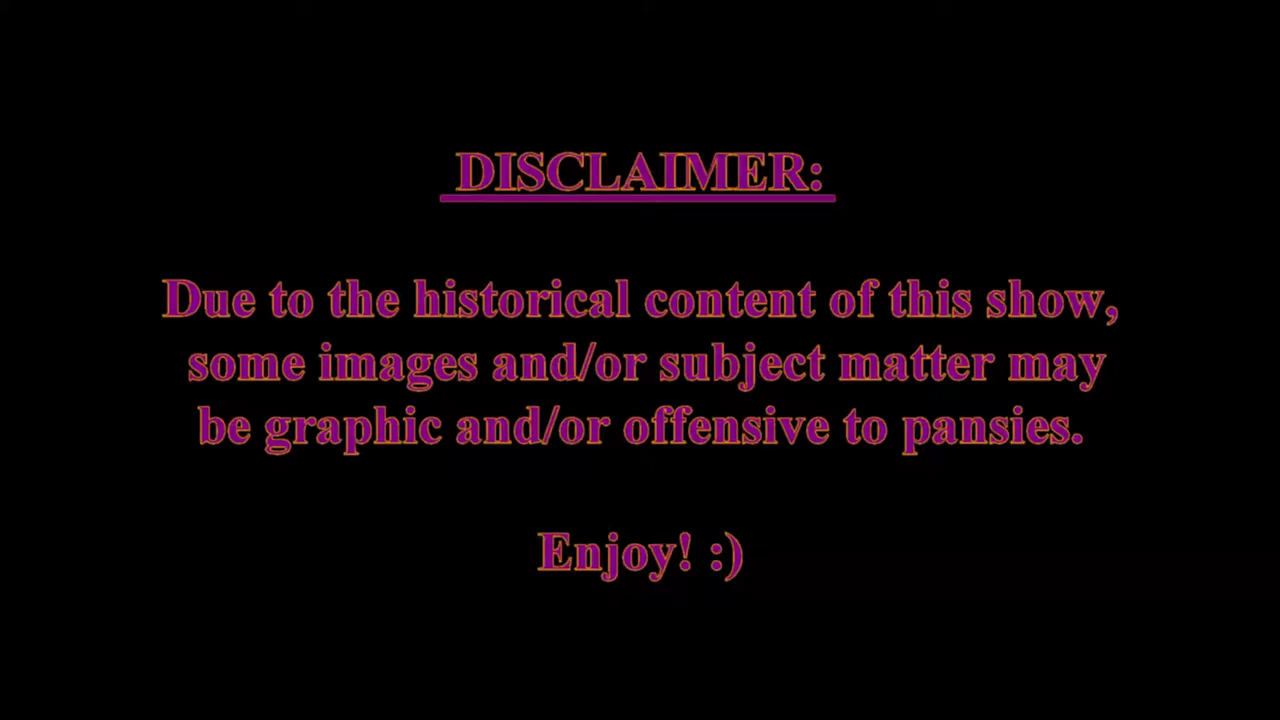 DISCLAIMER:
Due to the historical content of this show,
some images and/or subject matter may
be graphic and/or offensive to pansies.
Enjoy! :)